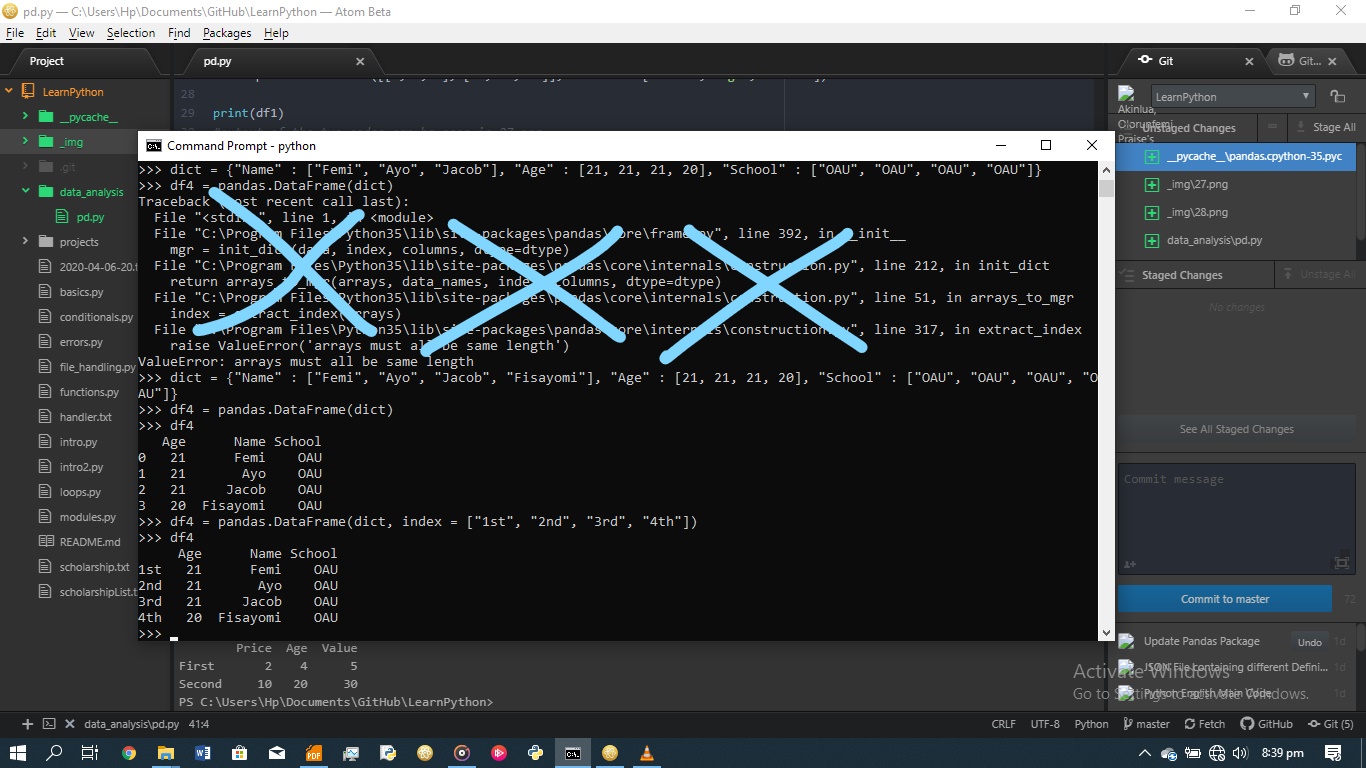 pd.py — C:\Users\Hp\Documents\GitHub\LearnPython — Atom Beta
File Edit View Selection Find Packages Help
Project
pd.py
Git
Git...
LearnPython
__pycache__
_img
.git
data_analysis
pd.py
projects
2020-04-06-20.t
basics.py
conditionals.py
errors.py
file_handling.py
functions.py
handler.txt
intro.py
intro2.py
loops.py
modules.py
README.md
scholarship.txt
scholarshipList.t
28
29 print(df1)
Command Prompt - python
>>> dict = {"Name" : ["Femi", "Ayo", "Jacob"], "Age" : [21, 21, 21, 20], "School" : ["OAU", "OAU", "OAU", "OAU"]}
>>> df4 = pandas.DataFrame(dict)
Traceback (most recent call last):
File "<stdin>", line 1, in <module>
File "C:\Program Files\Python35\lib\site-packages\pandas\core\frame.py", line 392, in __init__
mgr = init_dict(data, index, columns, dtype=dtype)
File "C:\Program Files\Python35\lib\site-packages\pandas\core\internals\construction.py", line 212, in init_dict
return arrays_to_mgr(arrays, data_names, index, columns, dtype=dtype)
File "C:\Program Files\Python35\lib\site-packages\pandas\core\internals\construction.py", line 51, in arrays_to_mgr
index = extract_index(arrays)
File "C:\Program Files\Python35\lib\site-packages\pandas\core\internals\construction.py", line 317, in extract_index
raise ValueError('arrays must all be same length')
ValueError: arrays must all be same length
>>> dict = {"Name" : ["Femi", "Ayo", "Jacob", "Fisayomi"], "Age" : [21, 21, 21, 20], "School" : ["OAU", "OAU", "OAU", "O
AU"]}
>>> df4 = pandas.DataFrame(dict)
>>> df4
Age Name School
0 21 Femi OAU
1 21 Ayo OAU
2 21 Jacob OAU
3 20 Fisayomi OAU
>>> df4 = pandas.DataFrame(dict, index = ["1st", "2nd", "3rd", "4th"])
>>> df4
Age Name School
1st 21 Femi OAU
2nd 21 Ayo OAU
3rd 21 Jacob OAU
4th 20 Fisayomi OAU
>>>
Price Age Value
First 2 4 5
Second 10 20 30
PS C:\Users\Hp\Documents\GitHub\LearnPython>
LearnPython
Akinlua, Olorunfemi Praise's
Unstaged Changes
Stage All
__pycache__\pandas.cpython-35.pyc
_img\27.png
_img\28.png
data_analysis\pd.py
Staged Changes
Unstage All
No changes
See All Staged Changes
Commit message
Commit to master
72
Update Pandas Package Undo 1d
JSON File containing different Defini... 1d
Python English Main Code 1d
Activate Windows
Go to Settings to activate Windows.
data_analysis\pd.py 41:4
CRLF UTF-8 Python master Fetch GitHub Git (5)
8:39 pm